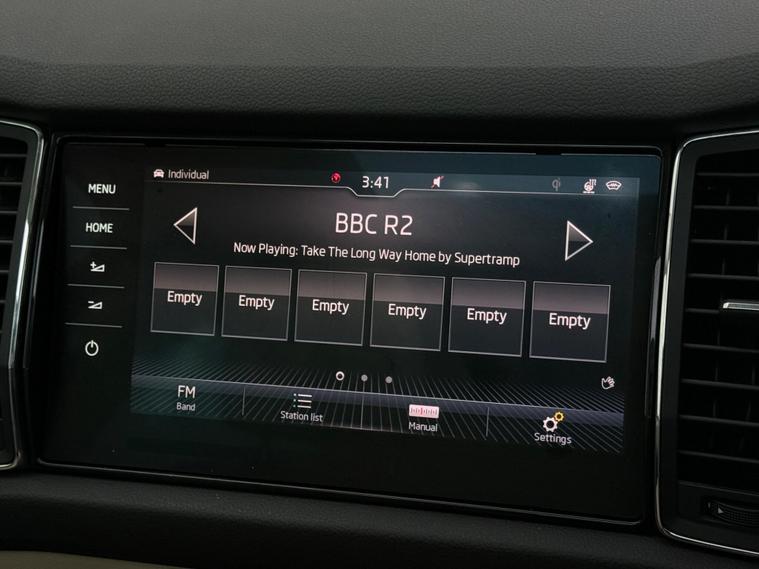 Individual
3:41
qi
MENU
HOME
BBC R2
Now Playing: Take The Long Way Home by Supertramp
Empty Empty Empty Empty Empty Empty
FM
Band
Station list
Manual
Settings